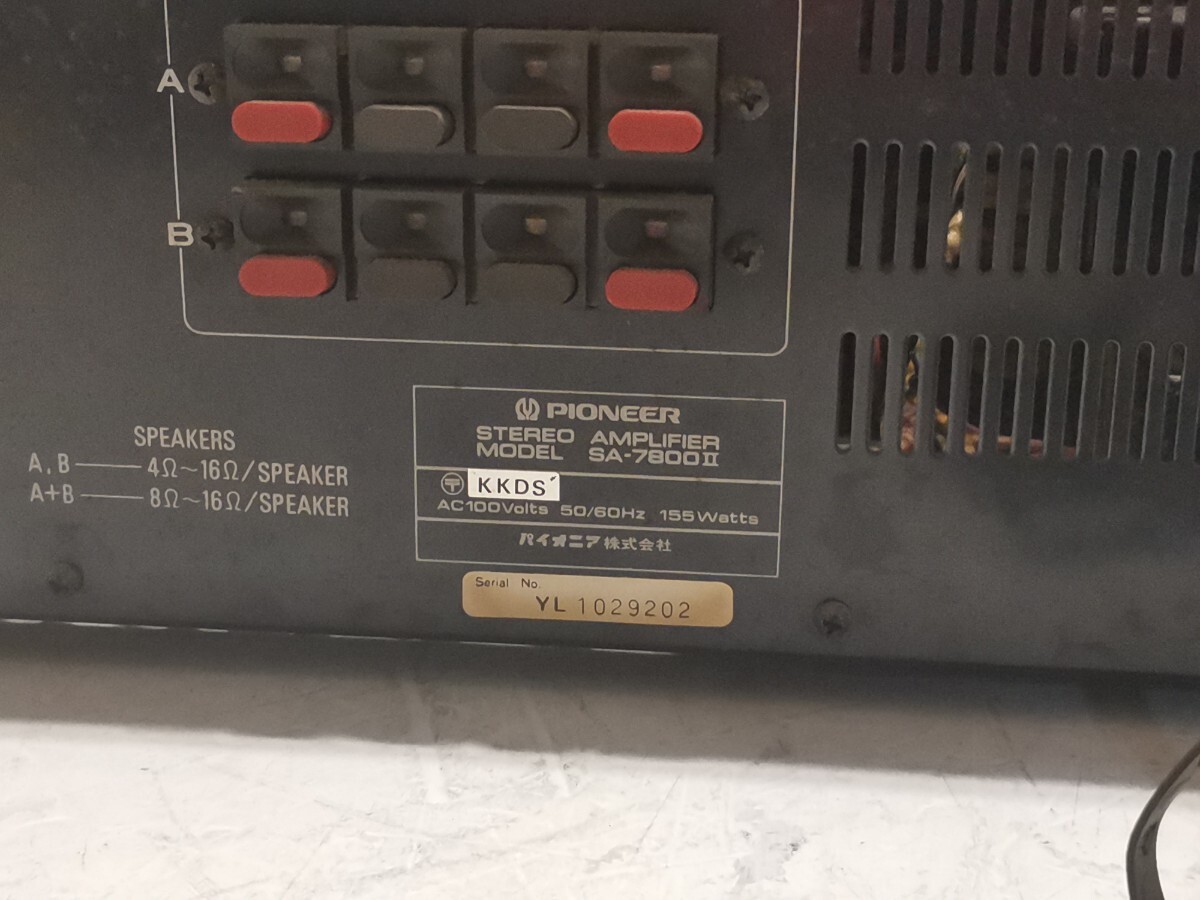 A
B
SPEAKERS
A, B 4Ω~16Ω/SPEAKER
A+B 8Ω~16Ω/SPEAKER
PIONEER
STEREO AMPLIFIER
MODEL SA-7800II
〒 KKDS
AC100Volts 50/60Hz 155Watts
パイオニア株式会社
Serial No.
YL 1029202